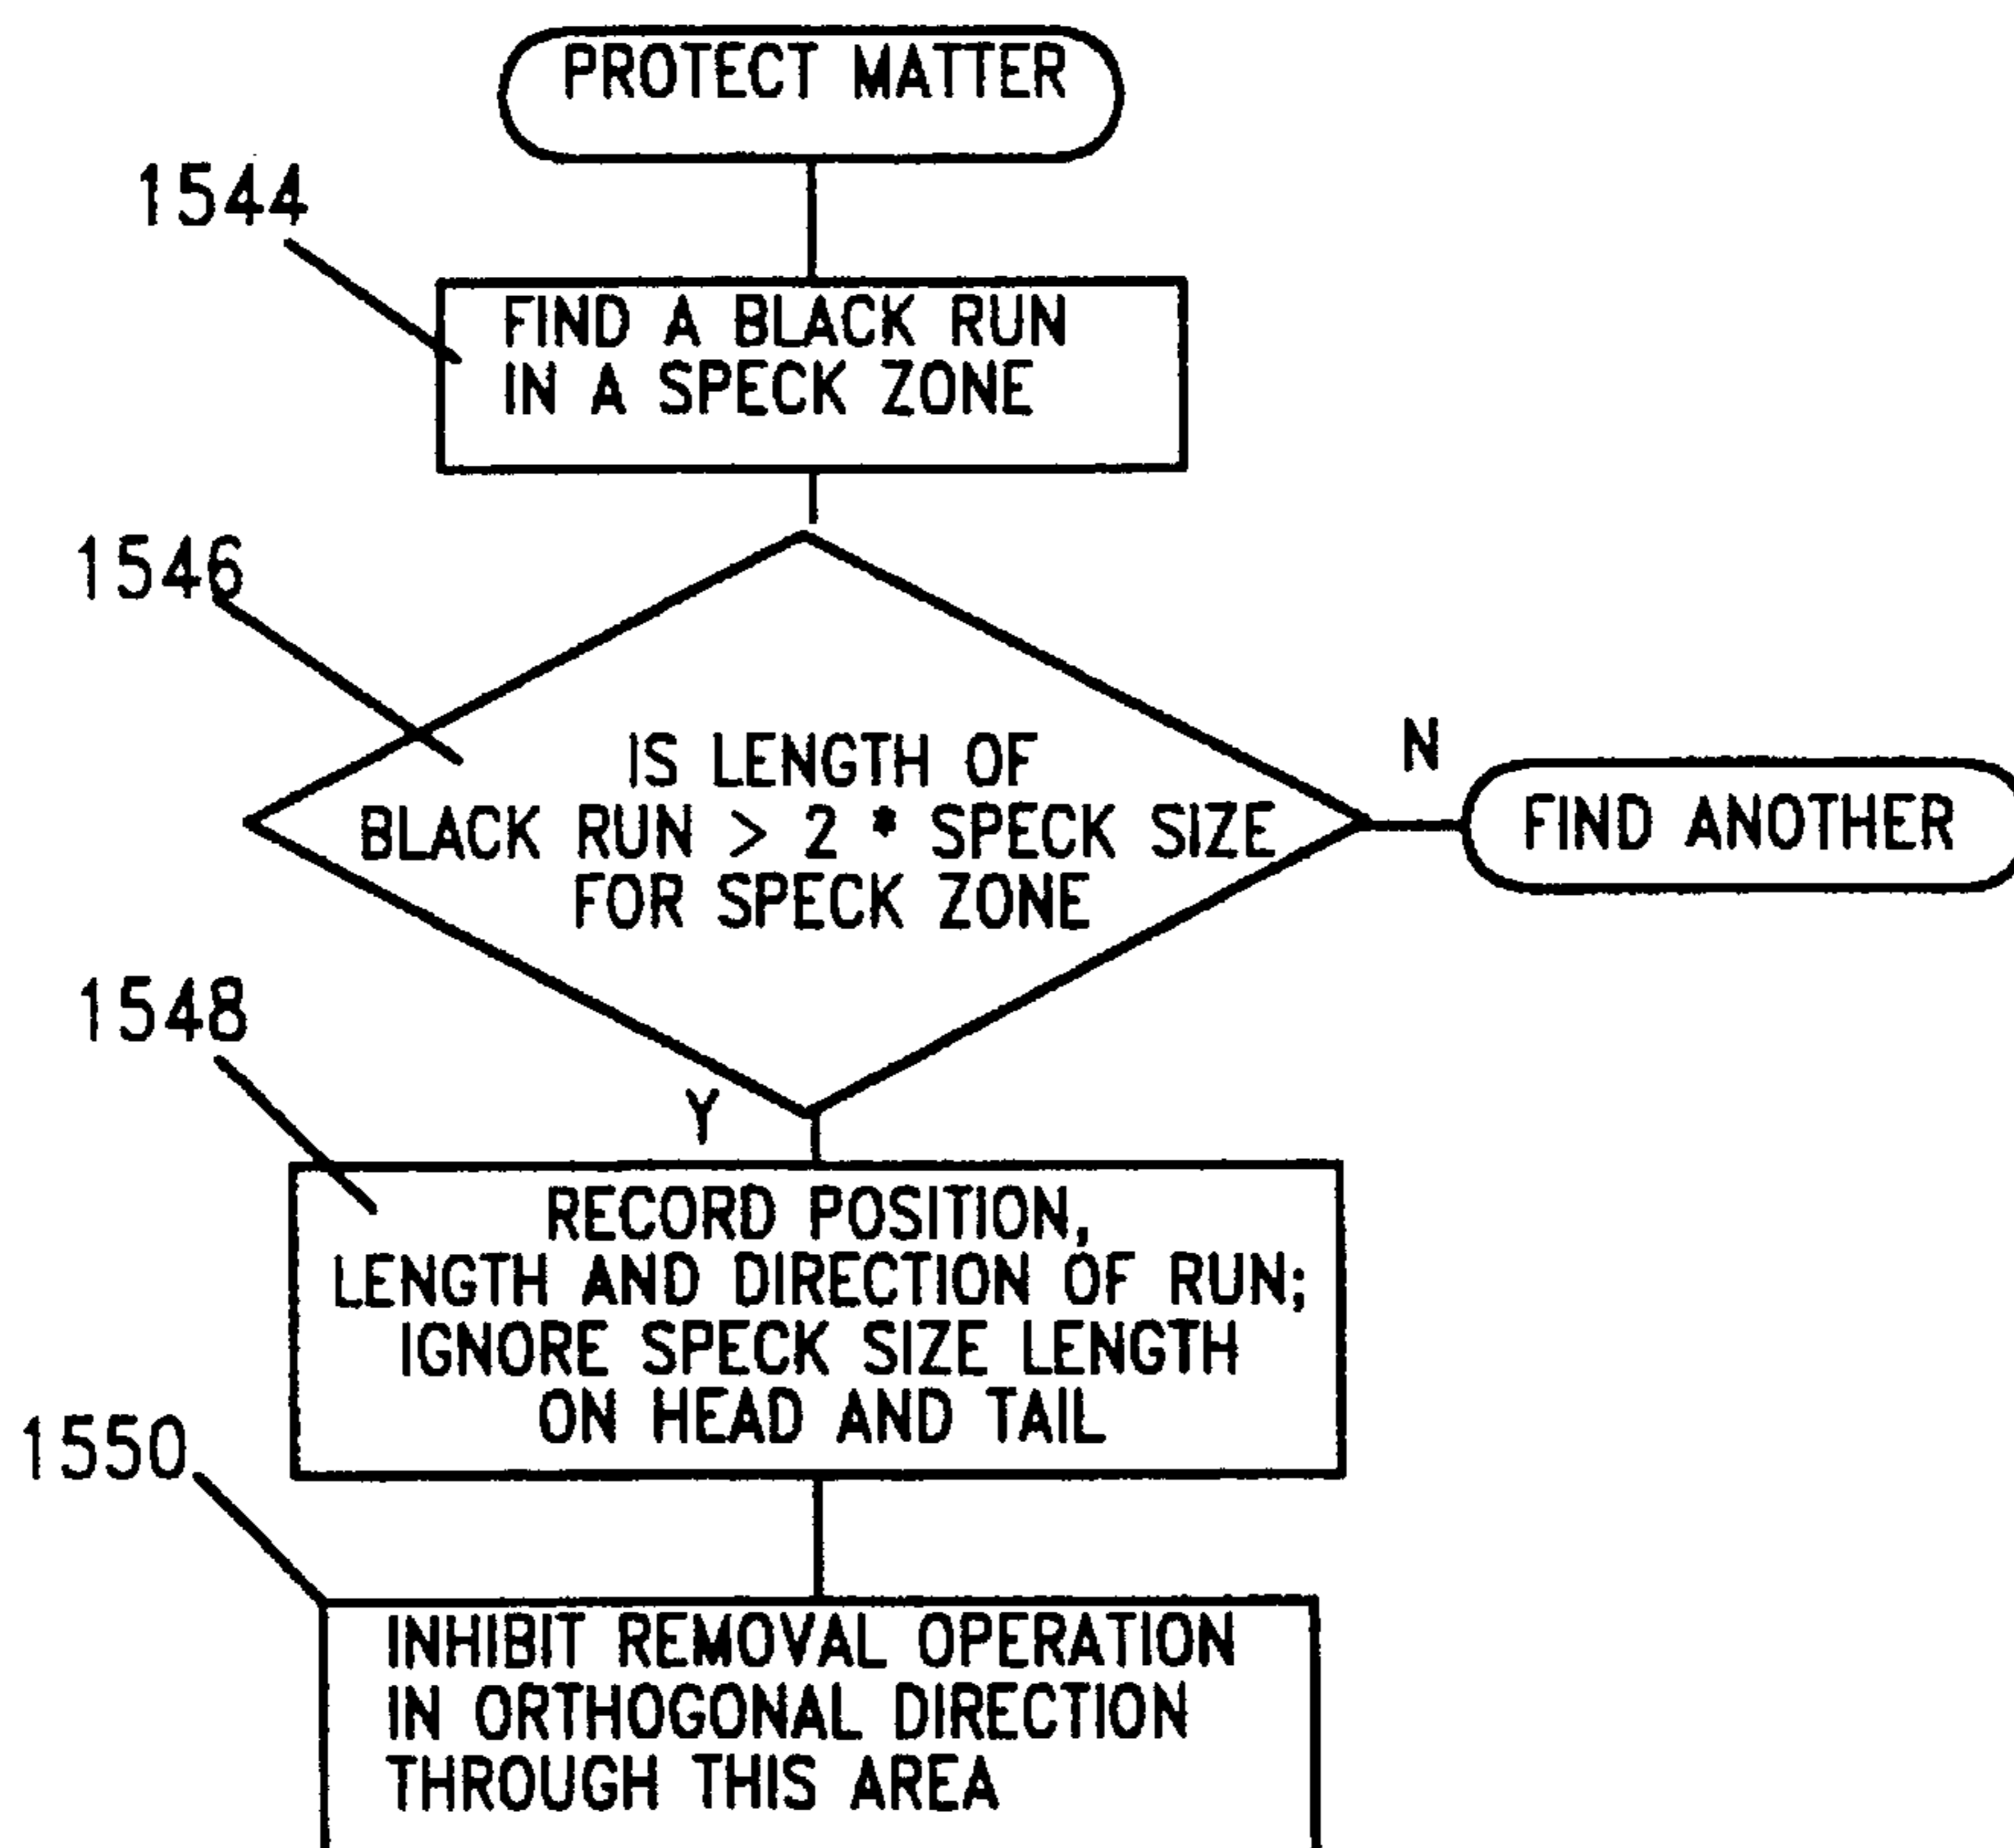 PROTECT MATTER
1544
FIND A BLACK RUN
IN A SPECK ZONE
1546
IS LENGTH OF
BLACK RUN > 2 * SPECK SIZE
FOR SPECK ZONE
N
FIND ANOTHER
1548
Y
RECORD POSITION,
LENGTH AND DIRECTION OF RUN;
IGNORE SPECK SIZE LENGTH
ON HEAD AND TAIL
1550
INHIBIT REMOVAL OPERATION
IN ORTHOGONAL DIRECTION
THROUGH THIS AREA